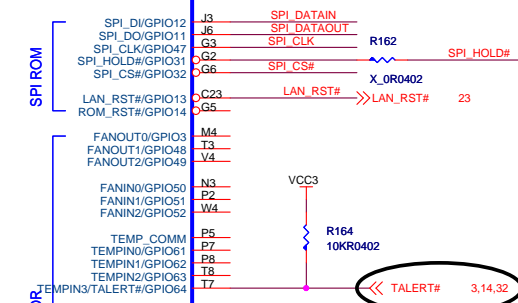 SPI ROM
SPI_DI/GPIO12 J3 SPI_DATAIN
SPI_DO/GPIO11 J6 SPI_DATAOUT
SPI_CLK/GPIO47 G3 SPI_CLK
SPI_HOLD#/GPIO31 G2 R162 X_0R0402 SPI_HOLD#
SPI_CS#/GPIO32 G6 SPI_CS#
LAN_RST#/GPIO13 C23 LAN_RST# LAN_RST# 23
ROM_RST#/GPIO14 G5
FANOUT0/GPIO3 M4
FANOUT1/GPIO48 T3
FANOUT2/GPIO49 V4
FANIN0/GPIO50 N3
FANIN1/GPIO51 P2
FANIN2/GPIO52 W4
VCC3
R164
10KR0402
TEMP_COMM P5
TEMPIN0/GPIO61 P7
TEMPIN1/GPIO62 P8
TEMPIN2/GPIO63 T8
TEMPIN3/TALERT#/GPIO64 T7 TALERT# 3,14,32
OR